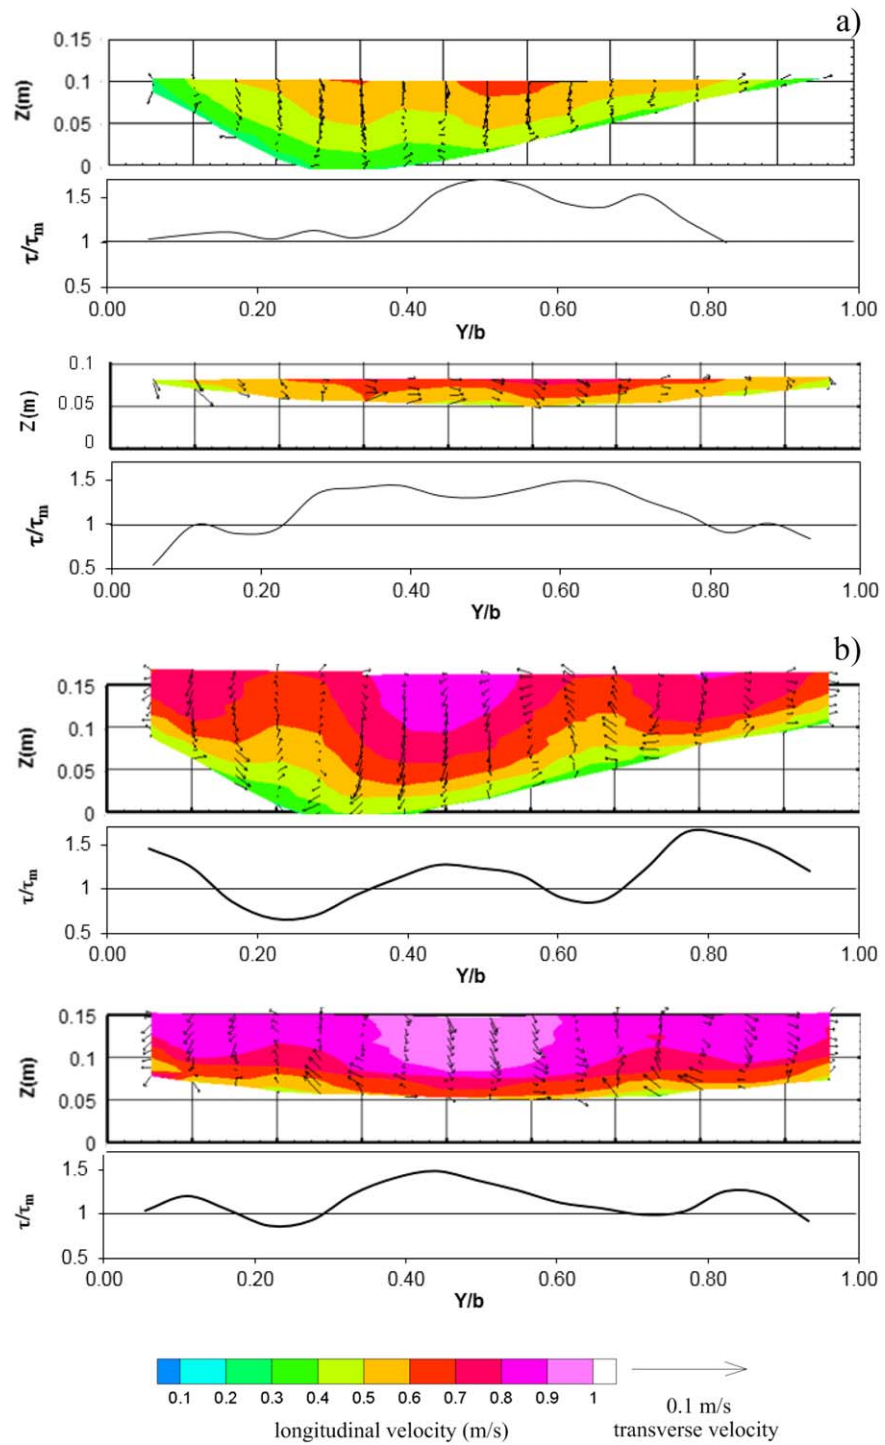 a)
0.15
0.1
0.05
0
Z(m)
1.5
1
0.5
τ/τm
0.00 0.20 0.40 0.60 0.80 1.00
Y/b
0.1
0.05
0
Z(m)
1.5
1
0.5
τ/τm
0.00 0.20 0.40 0.60 0.80 1.00
Y/b
b)
0.15
0.1
0.05
0
Z(m)
1.5
1
0.5
τ/τm
0.00 0.20 0.40 0.60 0.80 1.00
Y/b
0.15
0.1
0.05
0
Z(m)
1.5
1
0.5
τ/τm
0.00 0.20 0.40 0.60 0.80 1.00
Y/b
0.1 0.2 0.3 0.4 0.5 0.6 0.7 0.8 0.9 1
longitudinal velocity (m/s)
0.1 m/s
transverse velocity